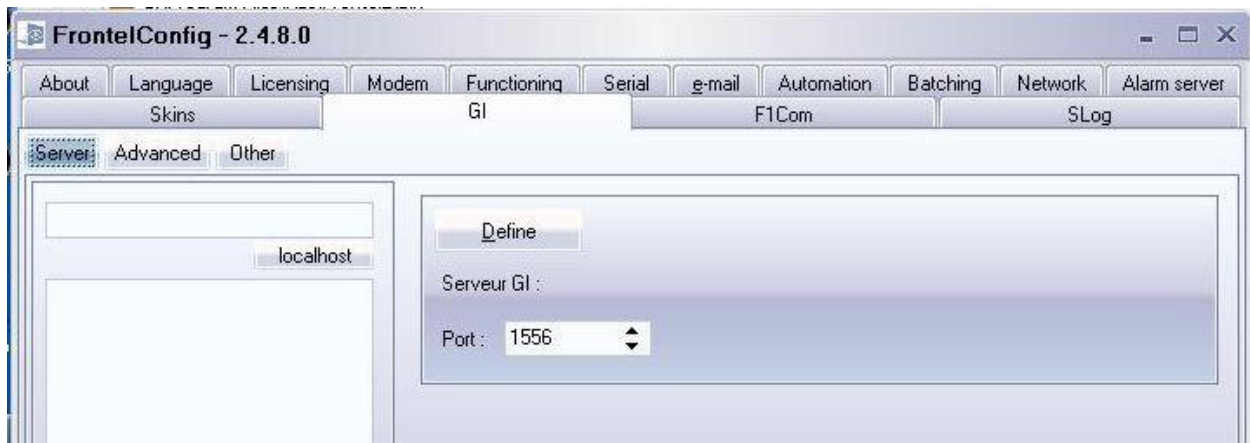 FrontelConfig - 2.4.8.0
About Language Licensing Modem Functioning Serial e-mail Automation Batching Network Alarm server
Skins GI F1Com SLog
Server Advanced Other
Define
localhost
Serveur GI :
Port : 1556